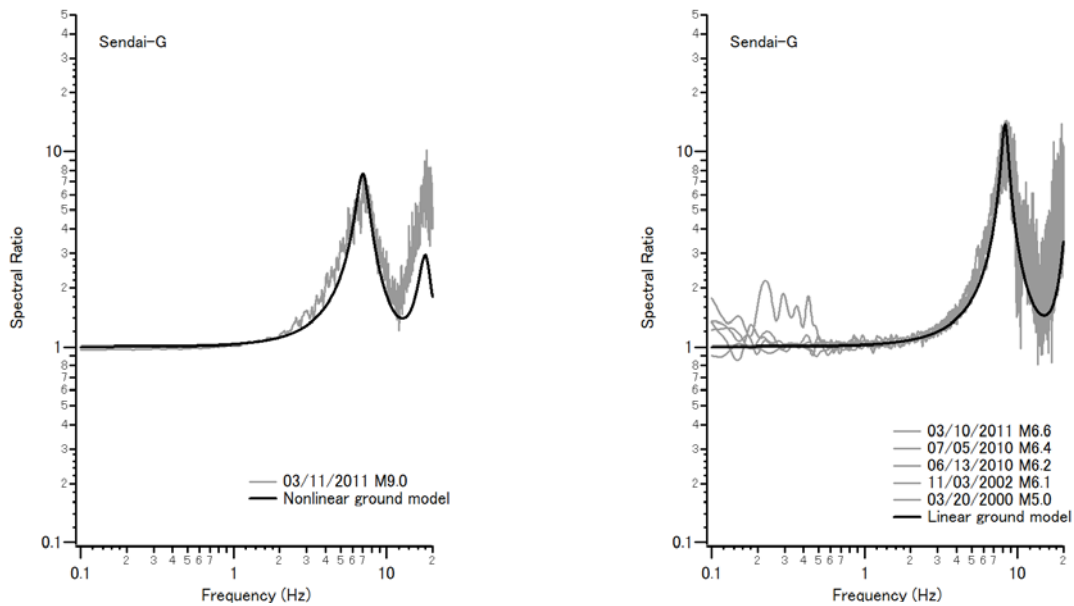 5
4
3
2
10
8
7
6
5
4
3
2
1
8
7
6
5
4
3
2
0.1
Spectral Ratio
Sendai-G
03/11/2011 M9.0
Nonlinear ground model
0.1 2 3 4 5 6 7 1 2 3 4 5 6 7 10 2
Frequency (Hz)
5
4
3
2
10
8
7
6
5
4
3
2
1
8
7
6
5
4
3
2
0.1
Spectral Ratio
Sendai-G
03/10/2011 M6.6
07/05/2010 M6.4
06/13/2010 M6.2
11/03/2002 M6.1
03/20/2000 M5.0
Linear ground model
0.1 2 3 4 5 6 7 1 2 3 4 5 6 7 10 2
Frequency (Hz)